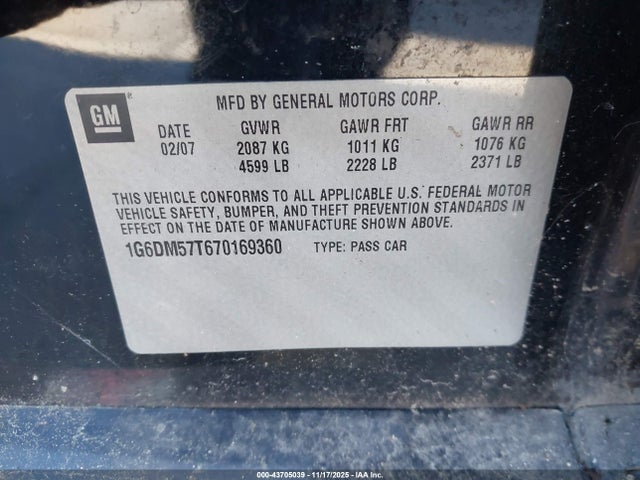 GM®
MFD BY GENERAL MOTORS CORP.
DATE GVWR GAWR FRT GAWR RR
02/07 2087 KG 1011 KG 1076 KG
4599 LB 2228 LB 2371 LB
THIS VEHICLE CONFORMS TO ALL APPLICABLE U.S. FEDERAL MOTOR
VEHICLE SAFETY, BUMPER, AND THEFT PREVENTION STANDARDS IN
EFFECT ON THE DATE OF MANUFACTURE SHOWN ABOVE.
1G6DM57T670169360 TYPE: PASS CAR
000-43705039 - 11/17/2025 - IAA Inc.